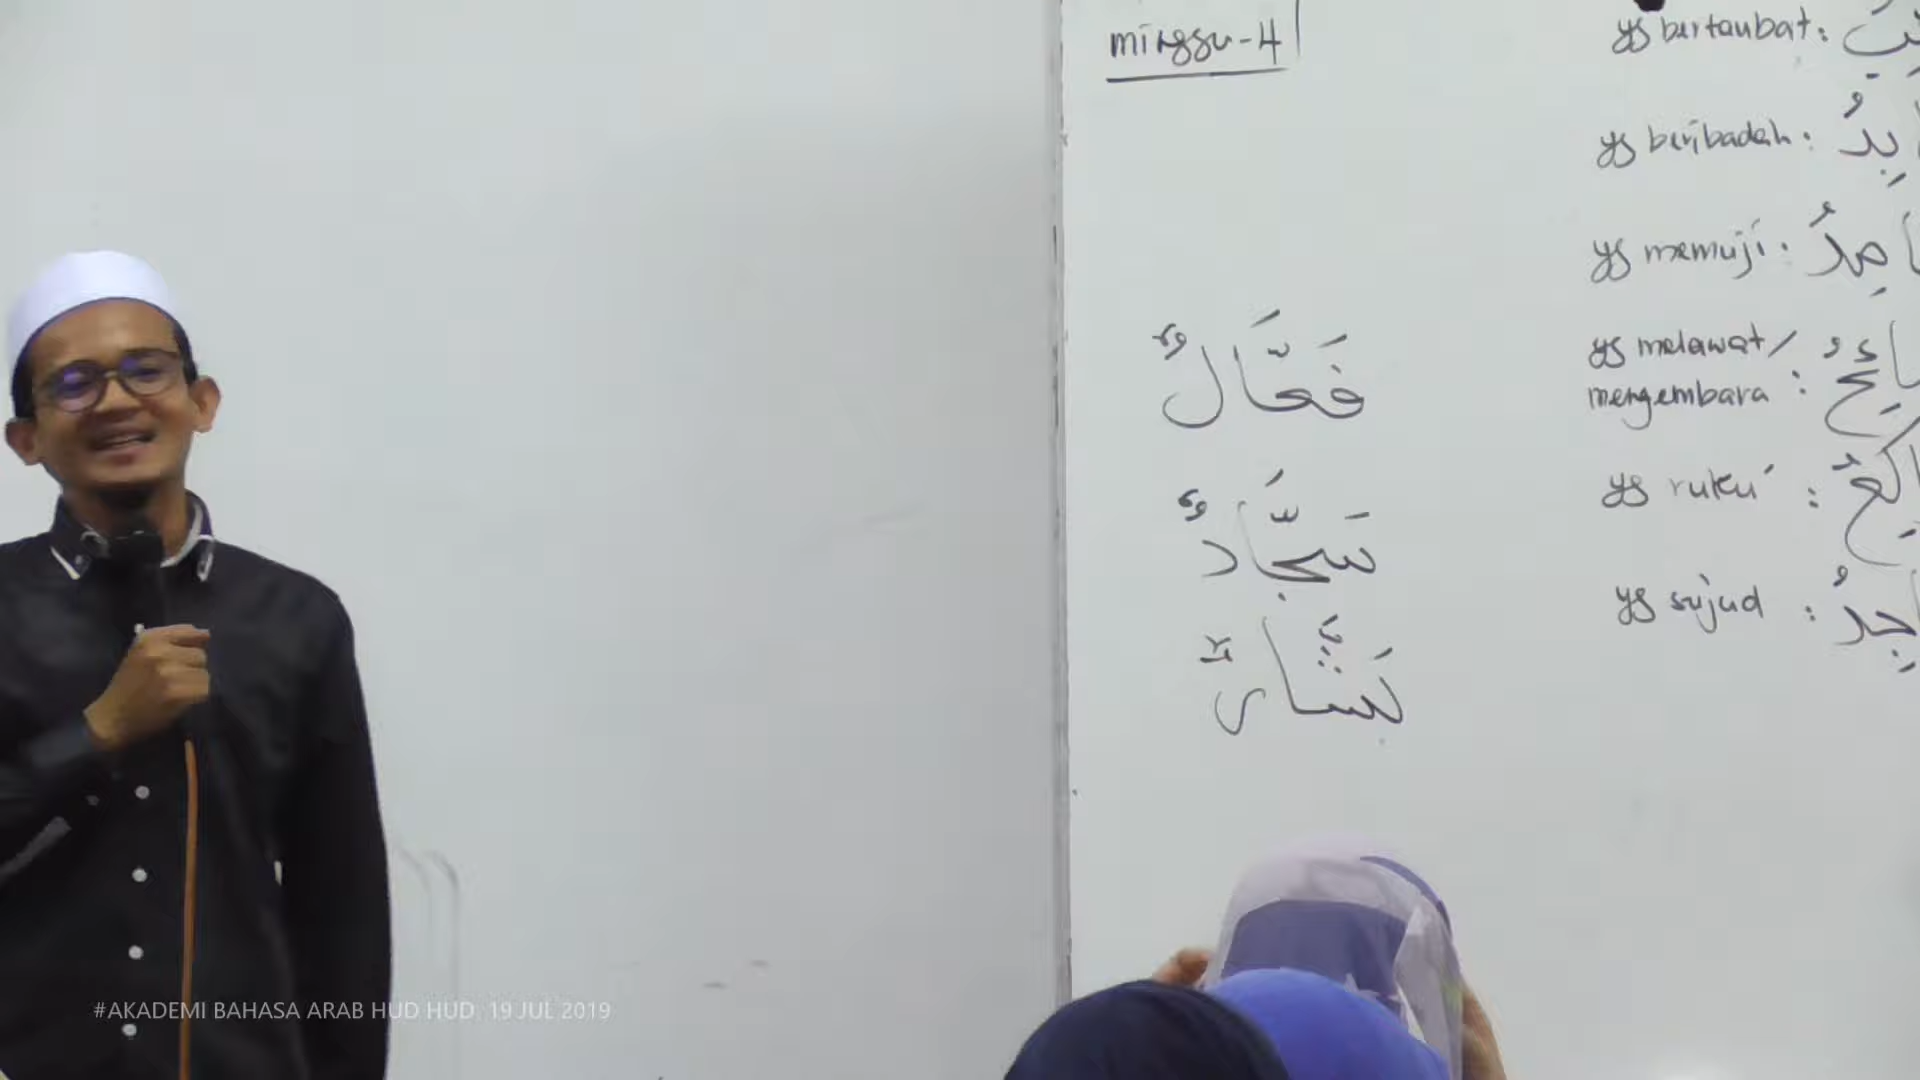 minggu-4
yg bertaubat :
yg beribadah :
yg memuji :
yg melawat /
mengembara :
yg ruku' :
yg sujud :
فَعَّالٌ
سَجَّادٌ
بَشَّارٌ
#AKADEMI BAHASA ARAB HUD HUD. 19 JUL 2019